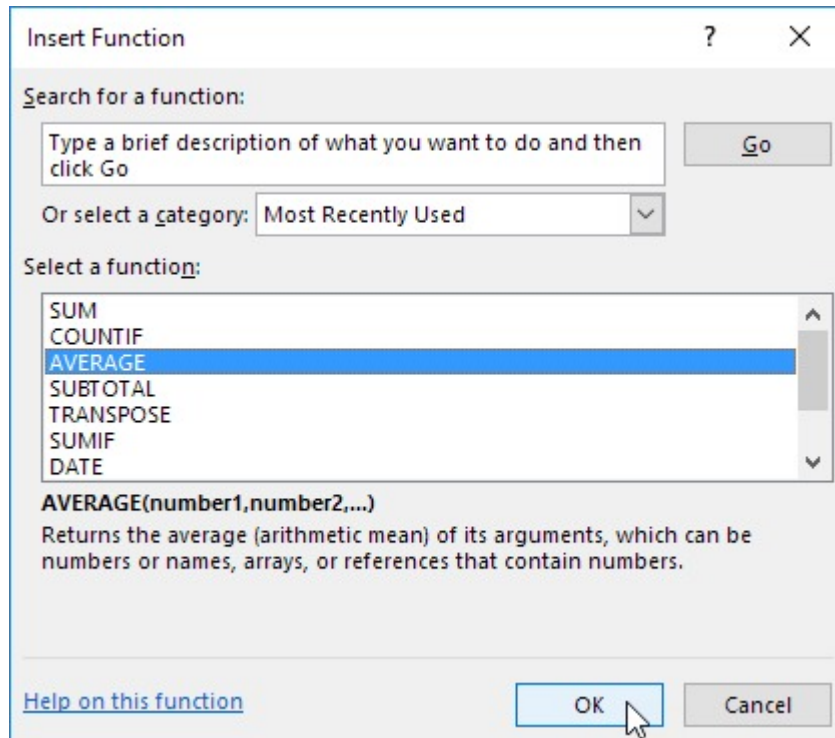 Insert Function
?
Search for a function:
Type a brief description of what you want to do and then
click Go
Go
Or select a category: Most Recently Used
Select a function:
SUM
COUNTIF
AVERAGE
SUBTOTAL
TRANSPOSE
SUMIF
DATE
AVERAGE(number1,number2,...)
Returns the average (arithmetic mean) of its arguments, which can be
numbers or names, arrays, or references that contain numbers.
Help on this function
OK
Cancel